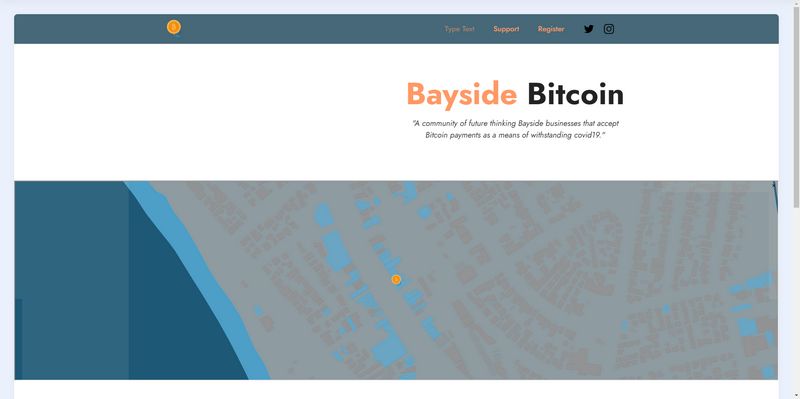 Type Text Support Register
Bayside Bitcoin
"A community of future thinking Bayside businesses that accept
Bitcoin payments as a means of withstanding covid19."